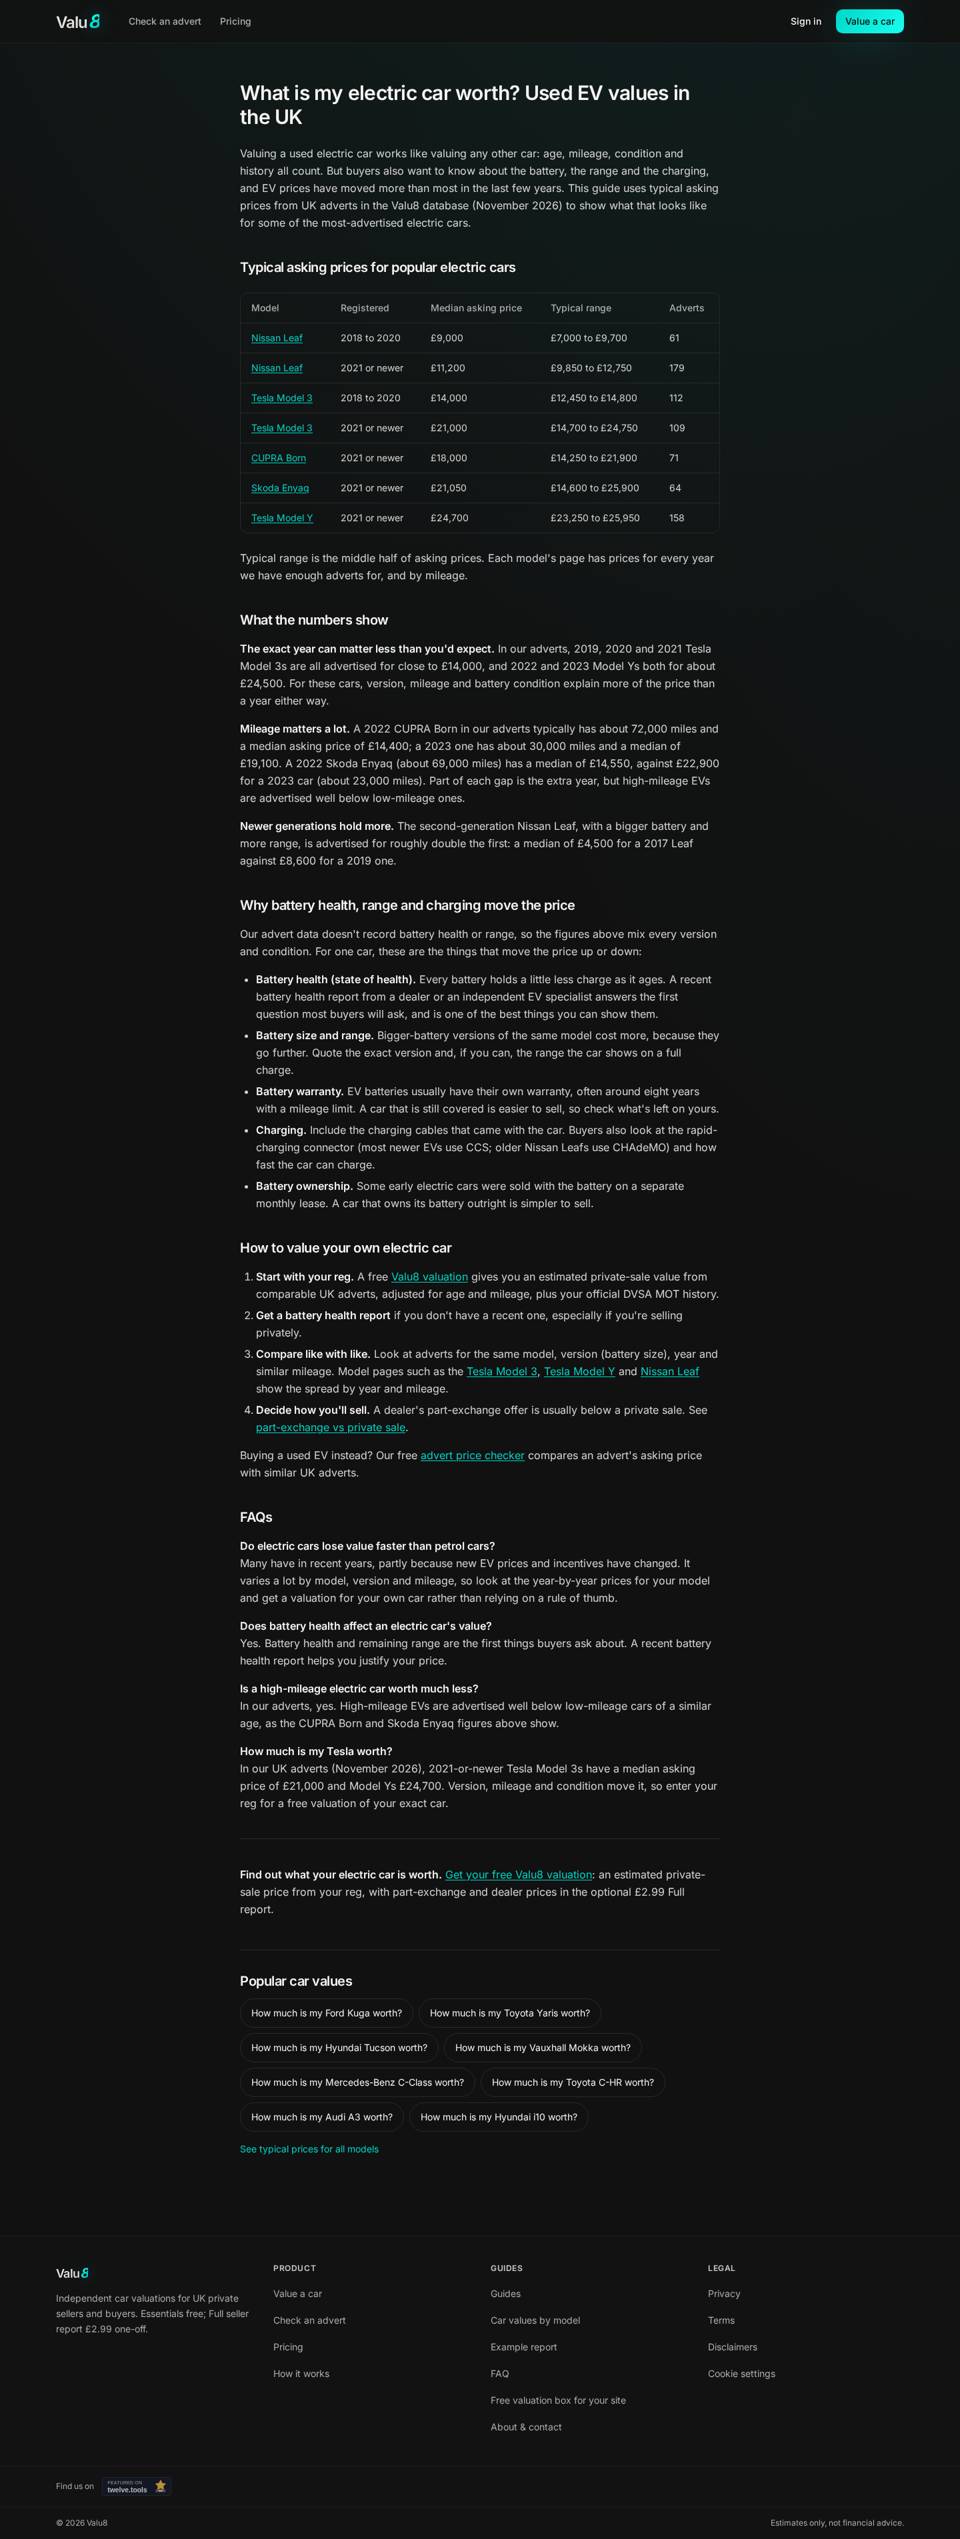 Valu8
Check an advert
Pricing
Sign in
Value a car
What is my electric car worth? Used EV values in
the UK
Valuing a used electric car works like valuing any other car: age, mileage, condition and
history all count. But buyers also want to know about the battery, the range and the charging,
and EV prices have moved more than most in the last few years. This guide uses typical asking
prices from UK adverts in the Valu8 database (November 2026) to show what that looks like
for some of the most-advertised electric cars.
Typical asking prices for popular electric cars
Model Registered Median asking price Typical range Adverts
Nissan Leaf 2018 to 2020 £9,000 £7,000 to £9,700 61
Nissan Leaf 2021 or newer £11,200 £9,850 to £12,750 179
Tesla Model 3 2018 to 2020 £14,000 £12,450 to £14,800 112
Tesla Model 3 2021 or newer £21,000 £14,700 to £24,750 109
CUPRA Born 2021 or newer £18,000 £14,250 to £21,900 71
Skoda Enyaq 2021 or newer £21,050 £14,600 to £25,900 64
Tesla Model Y 2021 or newer £24,700 £23,250 to £25,950 158
Typical range is the middle half of asking prices. Each model's page has prices for every year
we have enough adverts for, and by mileage.
What the numbers show
The exact year can matter less than you'd expect. In our adverts, 2019, 2020 and 2021 Tesla
Model 3s are all advertised for close to £14,000, and 2022 and 2023 Model Ys both for about
£24,500. For these cars, version, mileage and battery condition explain more of the price than
a year either way.
Mileage matters a lot. A 2022 CUPRA Born in our adverts typically has about 72,000 miles and
a median asking price of £14,400; a 2023 one has about 30,000 miles and a median of
£19,100. A 2022 Skoda Enyaq (about 69,000 miles) has a median of £14,550, against £22,900
for a 2023 car (about 23,000 miles). Part of each gap is the extra year, but high-mileage EVs
are advertised well below low-mileage ones.
Newer generations hold more. The second-generation Nissan Leaf, with a bigger battery and
more range, is advertised for roughly double the first: a median of £4,500 for a 2017 Leaf
against £8,600 for a 2019 one.
Why battery health, range and charging move the price
Our advert data doesn't record battery health or range, so the figures above mix every version
and condition. For one car, these are the things that move the price up or down:
• Battery health (state of health). Every battery holds a little less charge as it ages. A recent
battery health report from a dealer or an independent EV specialist answers the first
question most buyers will ask, and is one of the best things you can show them.
• Battery size and range. Bigger-battery versions of the same model cost more, because they
go further. Quote the exact version and, if you can, the range the car shows on a full
charge.
• Battery warranty. EV batteries usually have their own warranty, often around eight years
with a mileage limit. A car that is still covered is easier to sell, so check what's left on yours.
• Charging. Include the charging cables that came with the car. Buyers also look at the rapid-
charging connector (most newer EVs use CCS; older Nissan Leafs use CHAdeMO) and how
fast the car can charge.
• Battery ownership. Some early electric cars were sold with the battery on a separate
monthly lease. A car that owns its battery outright is simpler to sell.
How to value your own electric car
1. Start with your reg. A free Valu8 valuation gives you an estimated private-sale value from
comparable UK adverts, adjusted for age and mileage, plus your official DVSA MOT history.
2. Get a battery health report if you don't have a recent one, especially if you're selling
privately.
3. Compare like with like. Look at adverts for the same model, version (battery size), year and
similar mileage. Model pages such as the Tesla Model 3, Tesla Model Y and Nissan Leaf
show the spread by year and mileage.
4. Decide how you'll sell. A dealer's part-exchange offer is usually below a private sale. See
part-exchange vs private sale.
Buying a used EV instead? Our free advert price checker compares an advert's asking price
with similar UK adverts.
FAQs
Do electric cars lose value faster than petrol cars?
Many have in recent years, partly because new EV prices and incentives have changed. It
varies a lot by model, version and mileage, so look at the year-by-year prices for your model
and get a valuation for your own car rather than relying on a rule of thumb.
Does battery health affect an electric car's value?
Yes. Battery health and remaining range are the first things buyers ask about. A recent battery
health report helps you justify your price.
Is a high-mileage electric car worth much less?
In our adverts, yes. High-mileage EVs are advertised well below low-mileage cars of a similar
age, as the CUPRA Born and Skoda Enyaq figures above show.
How much is my Tesla worth?
In our UK adverts (November 2026), 2021-or-newer Tesla Model 3s have a median asking
price of £21,000 and Model Ys £24,700. Version, mileage and condition move it, so enter your
reg for a free valuation of your exact car.
Find out what your electric car is worth. Get your free Valu8 valuation: an estimated private-
sale price from your reg, with part-exchange and dealer prices in the optional £2.99 Full
report.
Popular car values
How much is my Ford Kuga worth?
How much is my Toyota Yaris worth?
How much is my Hyundai Tucson worth?
How much is my Vauxhall Mokka worth?
How much is my Mercedes-Benz C-Class worth?
How much is my Toyota C-HR worth?
How much is my Audi A3 worth?
How much is my Hyundai i10 worth?
See typical prices for all models
Valu8
Independent car valuations for UK private
sellers and buyers. Essentials free; Full seller
report £2.99 one-off.
PRODUCT
Value a car
Check an advert
Pricing
How it works
GUIDES
Guides
Car values by model
Example report
FAQ
Free valuation box for your site
About & contact
LEGAL
Privacy
Terms
Disclaimers
Cookie settings
Find us on
FEATURED ON
twelve.tools
© 2026 Valu8
Estimates only, not financial advice.